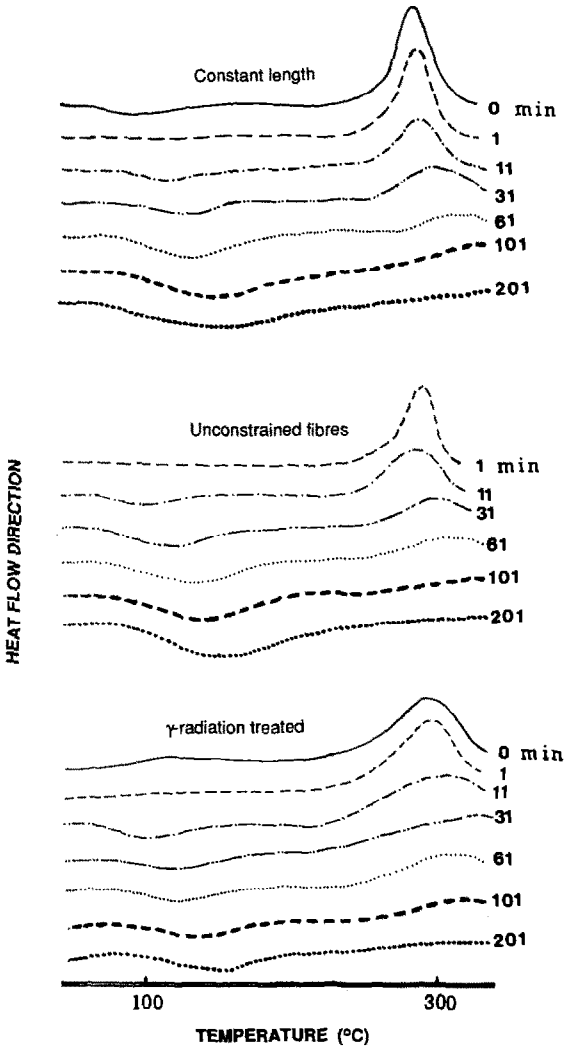 Constant length
0 min
1
11
31
61
101
201
Unconstrained fibres
1 min
11
31
61
101
201
HEAT FLOW DIRECTION
γ-radiation treated
0 min
1
11
31
61
101
201
100 300
TEMPERATURE (°C)